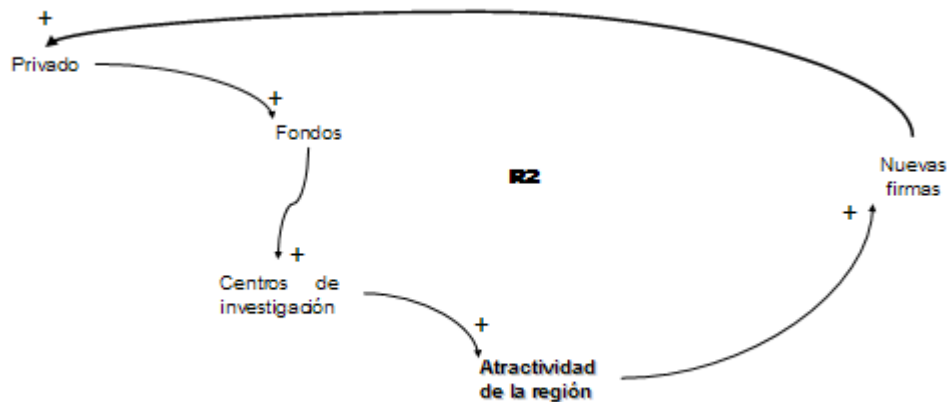 +
Privado
+
Fondos
R2
Nuevas
firmas
+
+
Centros de
investigación
+
Atractividad
de la región